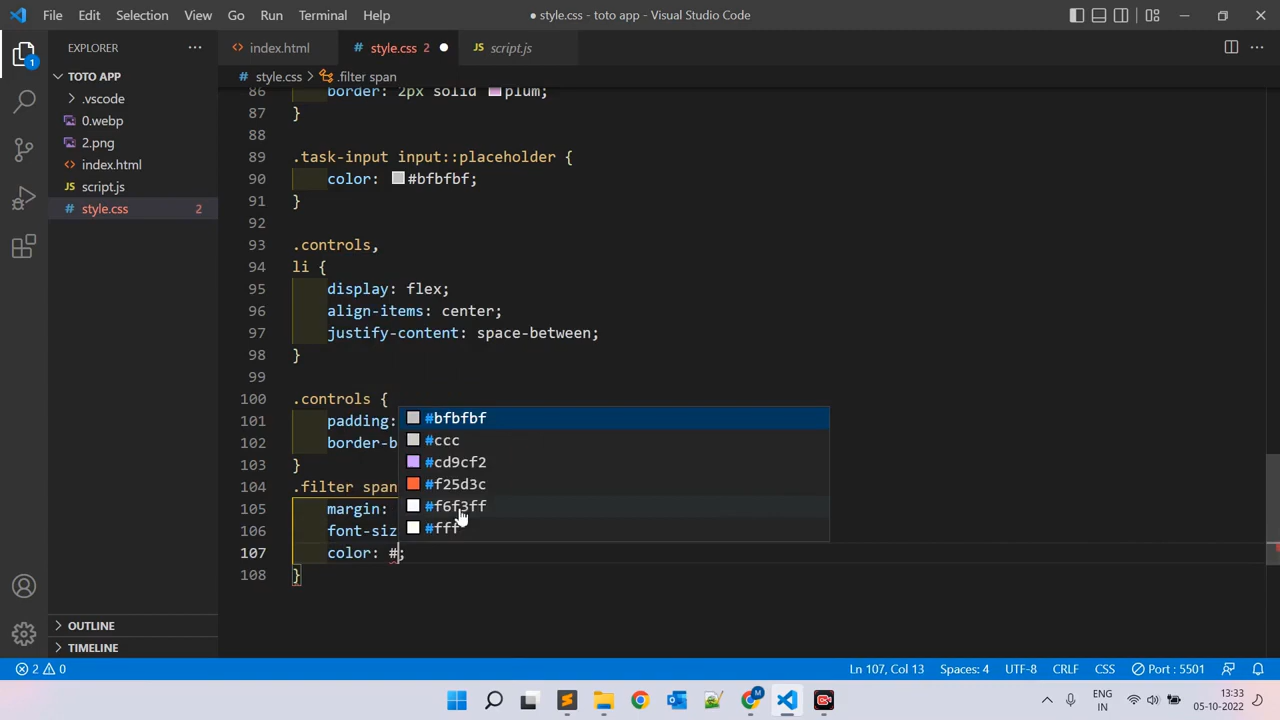 File Edit Selection View Go Run Terminal Help
● style.css - toto app - Visual Studio Code
EXPLORER ...
<> index.html
# style.css 2 ●
JS script.js
1
TOTO APP
# style.css > .filter span
.vscode
0.webp
2.png
<> index.html
JS script.js
# style.css 2
86 border: 2px solid plum;
87 }
88
89 .task-input input::placeholder {
90 color: #bfbfbf;
91 }
92
93 .controls,
94 li {
95 display: flex;
96 align-items: center;
97 justify-content: space-between;
98 }
99
100 .controls {
101 padding:
102 border-b
103 }
104 .filter span
105 margin:
106 font-siz
107 color: #;
108 }
#bfbfbf
#ccc
#cd9cf2
#f25d3c
#f6f3ff
#fff
OUTLINE
TIMELINE
2 0
Ln 107, Col 13 Spaces: 4 UTF-8 CRLF CSS Port : 5501
M
ENG
IN
13:33
05-10-2022